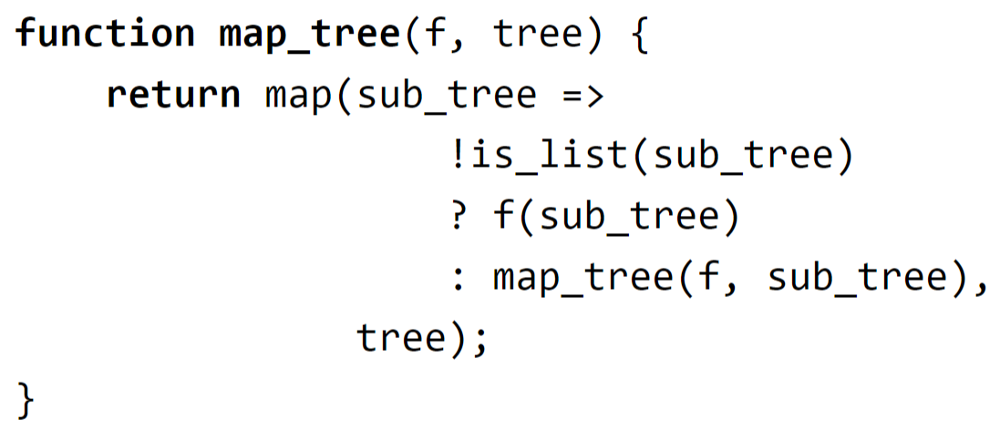 function map_tree(f, tree) {
    return map(sub_tree =>
                   !is_list(sub_tree)
                   ? f(sub_tree)
                   : map_tree(f, sub_tree),
               tree);
}